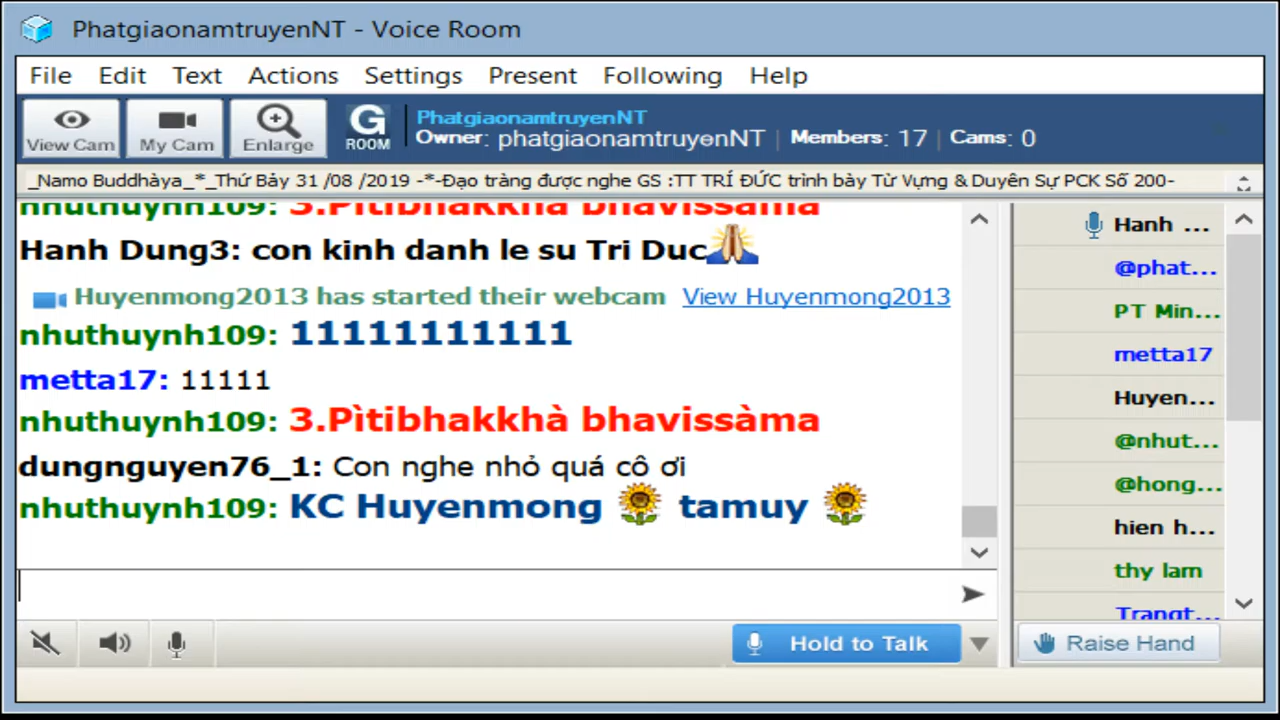 PhatgiaonamtruyenNT - Voice Room
File Edit Text Actions Settings Present Following Help
View Cam My Cam Enlarge G ROOM
PhatgiaonamtruyenNT
Owner: phatgiaonamtruyenNT | Members: 17 | Cams: 0
_Namo Buddhàya_*_Thứ Bảy 31 /08 /2019 -*-Đạo tràng được nghe GS :TT TRÍ ĐỨC trình bày Từ Vựng & Duyên Sự PCK Số 200-
nhuthuynh109: 3.Pìtibhakkhà bhavissàma
Hanh Dung3: con kinh danh le su Tri Duc
Huyenmong2013 has started their webcam View Huyenmong2013
nhuthuynh109: 11111111111
metta17: 11111
nhuthuynh109: 3.Pìtibhakkhà bhavissàma
dungnguyen76_1: Con nghe nhỏ quá cô ơi
nhuthuynh109: KC Huyenmong tamuy
Hanh ...
@phat...
PT Min...
metta17
Huyen...
@nhut...
@hong...
hien h...
thy lam
Trangt...
Hold to Talk
Raise Hand